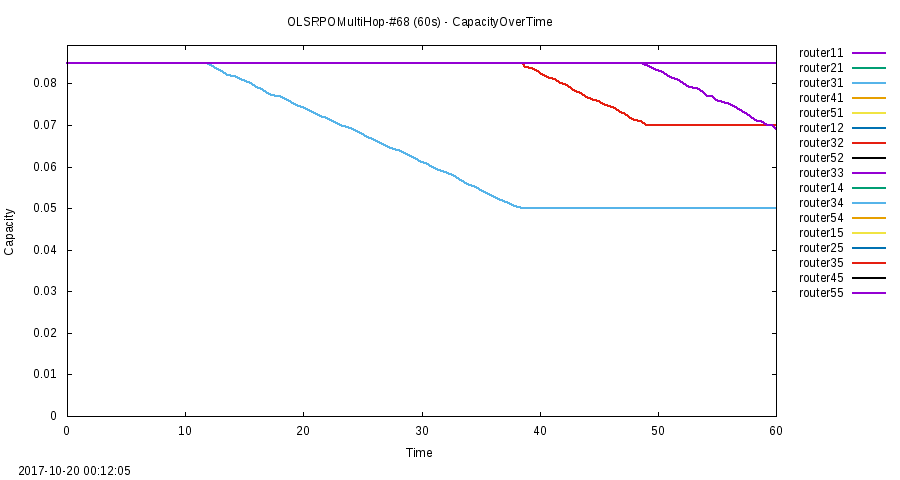 OLSRPOMultiHop-#68 (60s) - CapacityOverTime
router11
router21
router31
router41
router51
router12
router32
router52
router33
router14
router34
router54
router15
router25
router35
router45
router55
Capacity
0.08
0.07
0.06
0.05
0.04
0.03
0.02
0.01
0
0 10 20 30 40 50 60
Time
2017-10-20 00:12:05